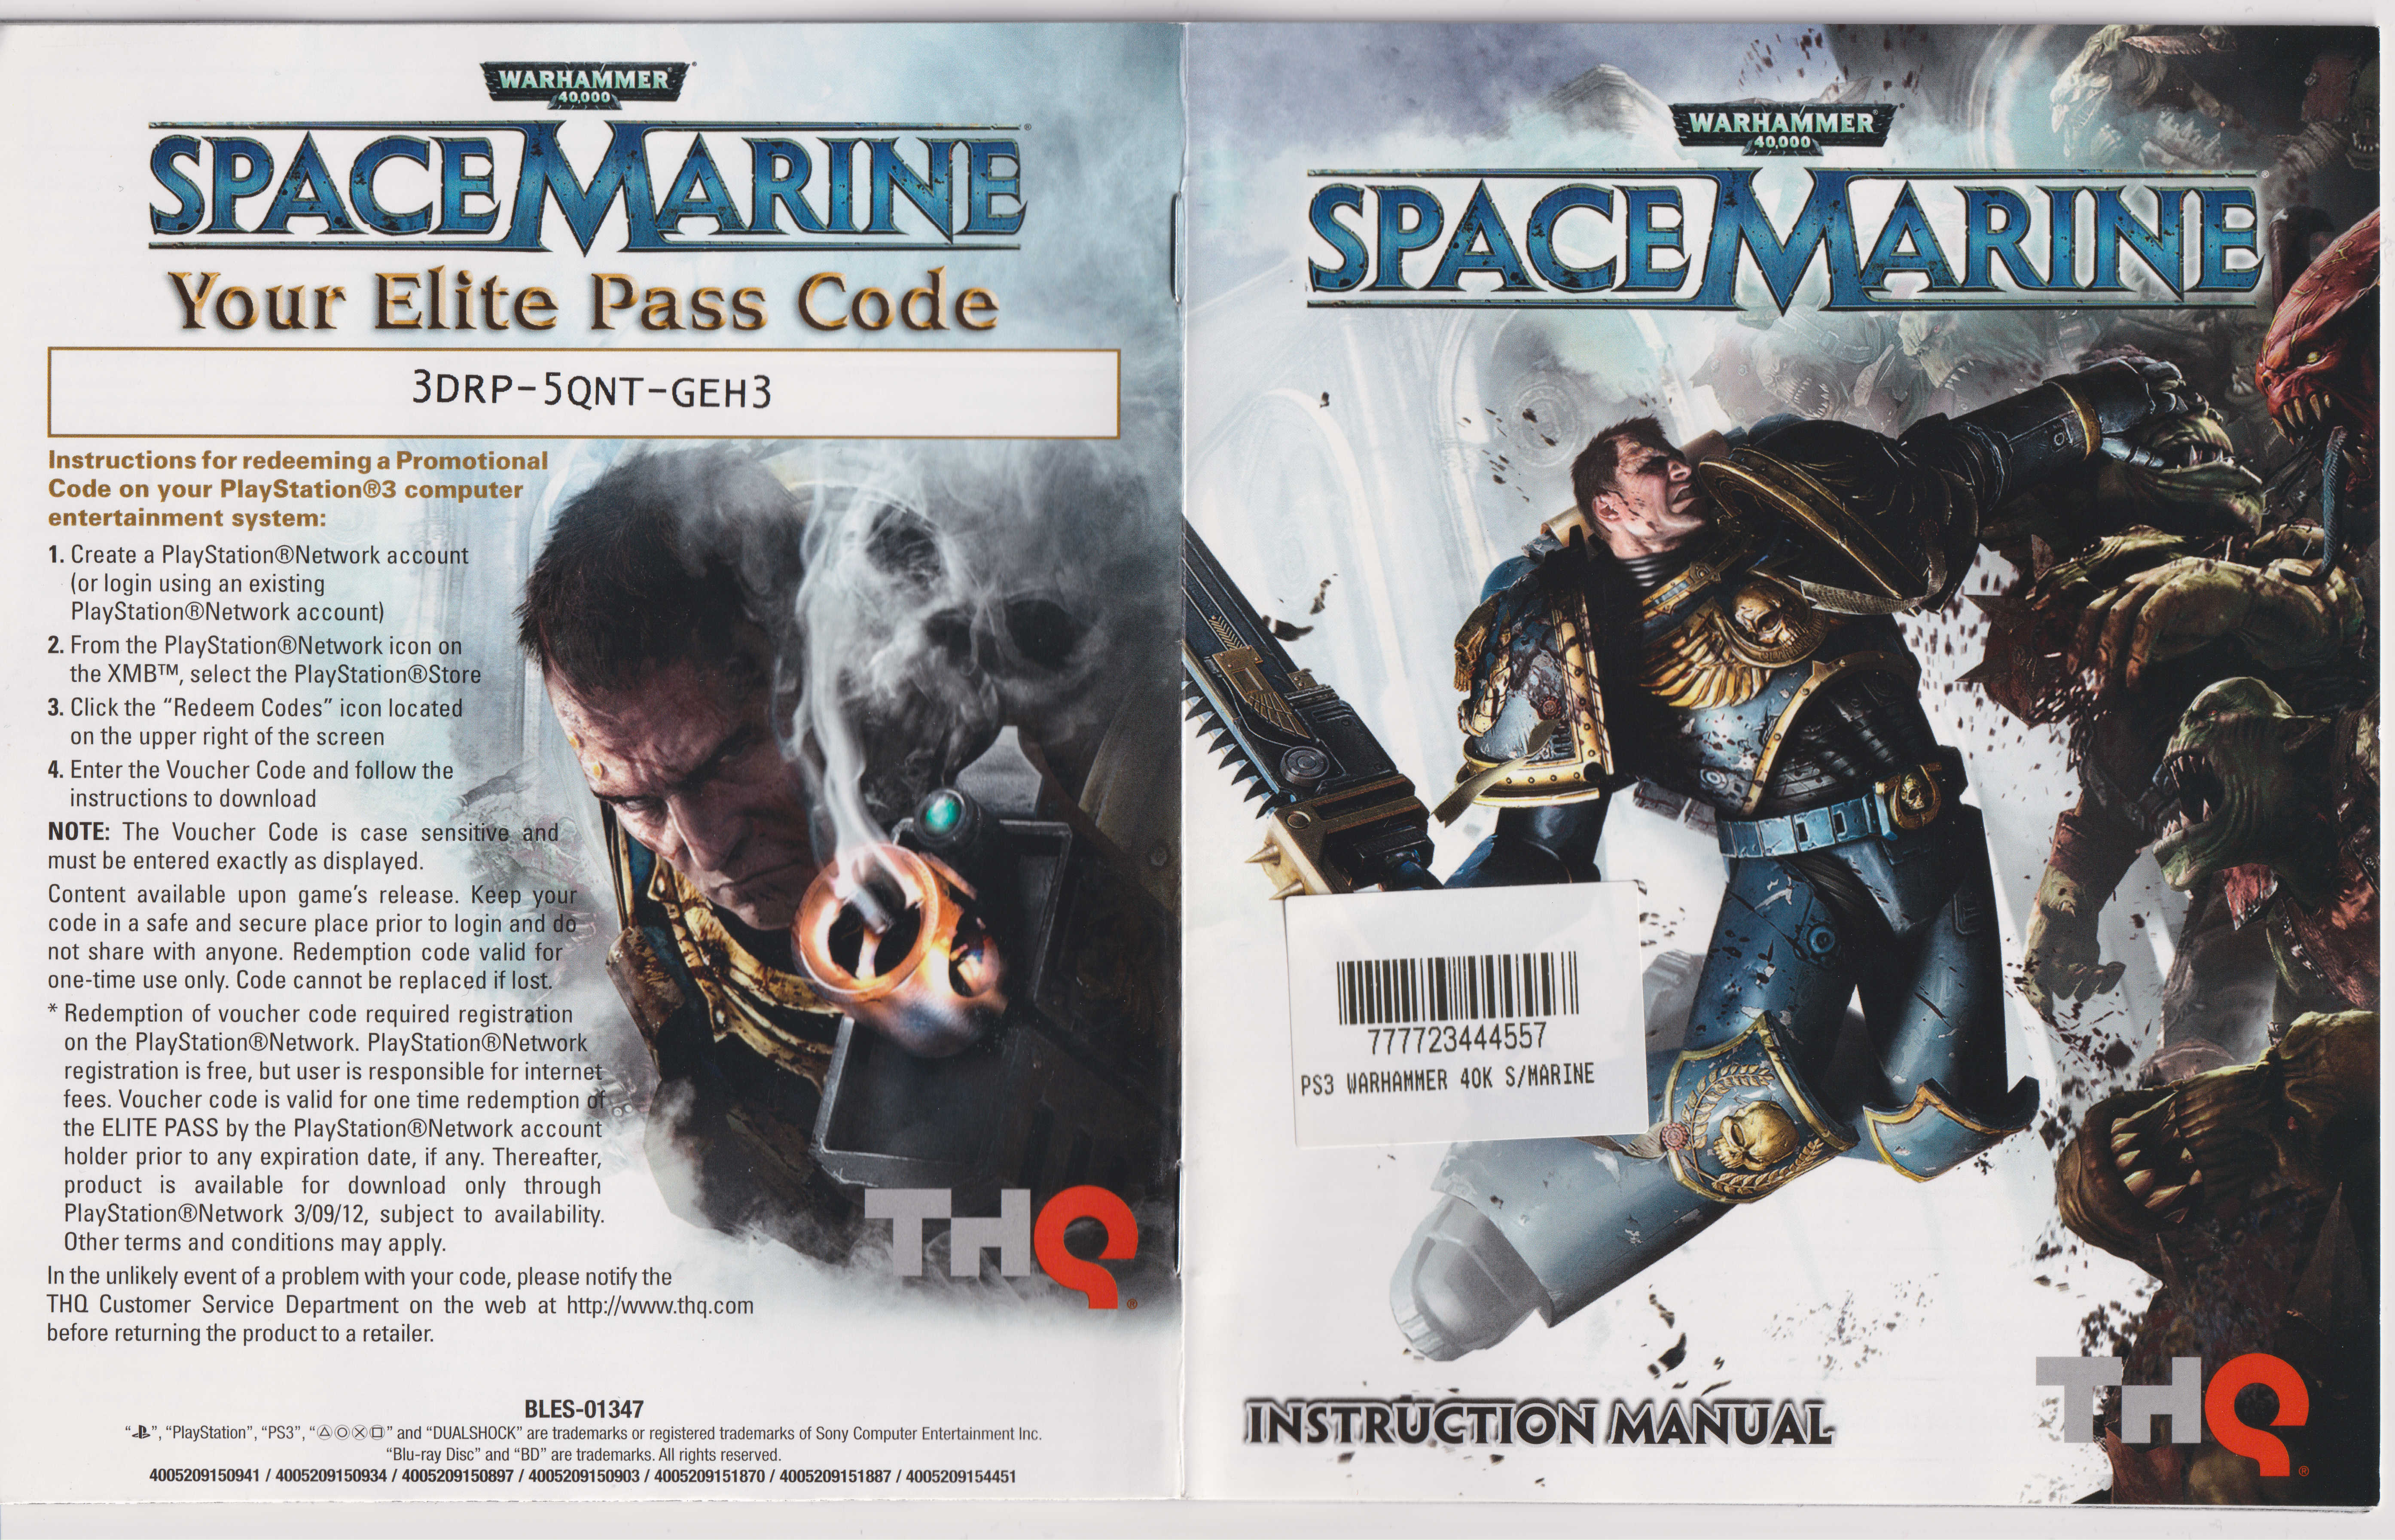 WARHAMMER
40,000
SPACE MARINE®
Your Elite Pass Code
3DRP-5QNT-GEH3
Instructions for redeeming a Promotional
Code on your PlayStation®3 computer
entertainment system:
1. Create a PlayStation®Network account
(or login using an existing
PlayStation®Network account)
2. From the PlayStation®Network icon on
the XMB™, select the PlayStation®Store
3. Click the “Redeem Codes” icon located
on the upper right of the screen
4. Enter the Voucher Code and follow the
instructions to download
NOTE: The Voucher Code is case sensitive and
must be entered exactly as displayed.
Content available upon game’s release. Keep your
code in a safe and secure place prior to login and do
not share with anyone. Redemption code valid for
one-time use only. Code cannot be replaced if lost.
* Redemption of voucher code required registration
on the PlayStation®Network. PlayStation®Network
registration is free, but user is responsible for internet
fees. Voucher code is valid for one time redemption of
the ELITE PASS by the PlayStation®Network account
holder prior to any expiration date, if any. Thereafter,
product is available for download only through
PlayStation®Network 3/09/12, subject to availability.
Other terms and conditions may apply.
In the unlikely event of a problem with your code, please notify the
THQ Customer Service Department on the web at http://www.thq.com
before returning the product to a retailer.
THQ®
BLES-01347
“PS”, “PlayStation”, “PS3”, “△○✕□” and “DUALSHOCK” are trademarks or registered trademarks of Sony Computer Entertainment Inc.
“Blu-ray Disc” and “BD” are trademarks. All rights reserved.
4005209150941 / 4005209150934 / 4005209150897 / 4005209150903 / 4005209151870 / 4005209151887 / 4005209154451
WARHAMMER
40,000
SPACE MARINE®
777723444557
PS3 WARHAMMER 40K S/MARINE
INSTRUCTION MANUAL
THQ®